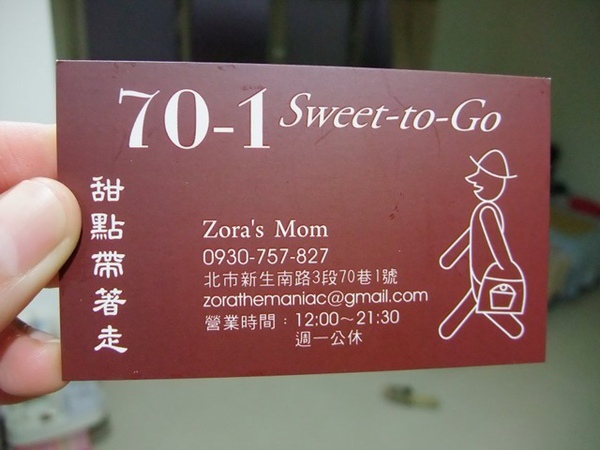 70-1 Sweet-to-Go
甜點帶著走
Zora's Mom
0930-757-827
北市新生南路3段70巷1號
zorathemaniac@gmail.com
營業時間：12:00～21:30
週一公休